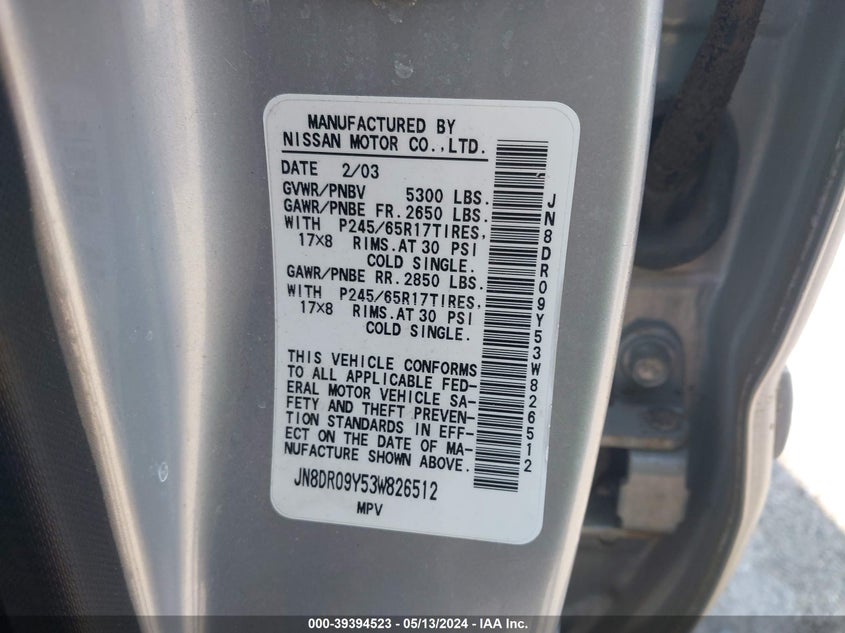 MANUFACTURED BY
NISSAN MOTOR CO.,LTD.
DATE 2/03
GVWR/PNBV 5300 LBS.
GAWR/PNBE FR. 2650 LBS.
WITH P245/65R17TIRES,
17×8 RIMS.AT 30 PSI
COLD SINGLE.
GAWR/PNBE RR. 2850 LBS.
WITH P245/65R17TIRES,
17×8 RIMS.AT 30 PSI
COLD SINGLE.
THIS VEHICLE CONFORMS
TO ALL APPLICABLE FED-
ERAL MOTOR VEHICLE SA-
FETY AND THEFT PREVEN-
TION STANDARDS IN EFF-
ECT ON THE DATE OF MA-
NUFACTURE SHOWN ABOVE.
JN8DR09Y53W826512
MPV
JN8DR09Y53W826512
000-39394523 - 05/13/2024 - IAA Inc.